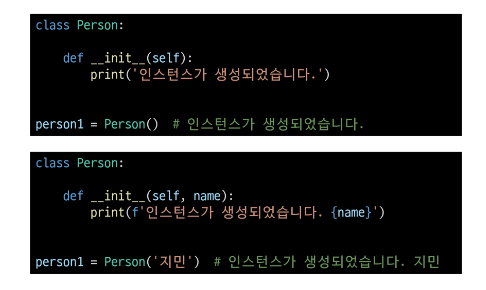 class Person:
def __init__(self):
print('인스턴스가 생성되었습니다.')
person1 = Person() # 인스턴스가 생성되었습니다.
class Person:
def __init__(self, name):
print(f'인스턴스가 생성되었습니다. {name}')
person1 = Person('지민') # 인스턴스가 생성되었습니다. 지민